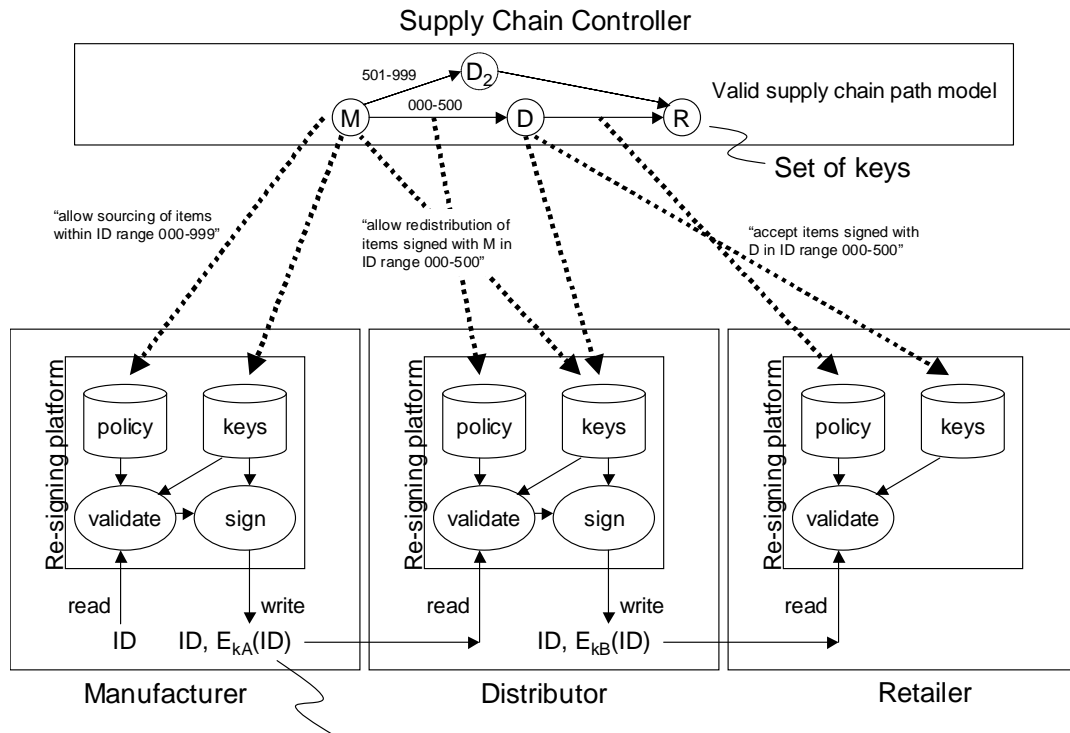 Supply Chain Controller
501-999
D2
Valid supply chain path model
000-500
M
D
R
Set of keys
“allow sourcing of items
within ID range 000-999”
“allow redistribution of
items signed with M in
ID range 000-500”
“accept items signed with
D in ID range 000-500”
Re-signing platform
policy
keys
validate
sign
read
write
ID
ID, EkA(ID)
Manufacturer
Re-signing platform
policy
keys
validate
sign
read
write
ID, EkB(ID)
Distributor
Re-signing platform
policy
keys
validate
read
Retailer